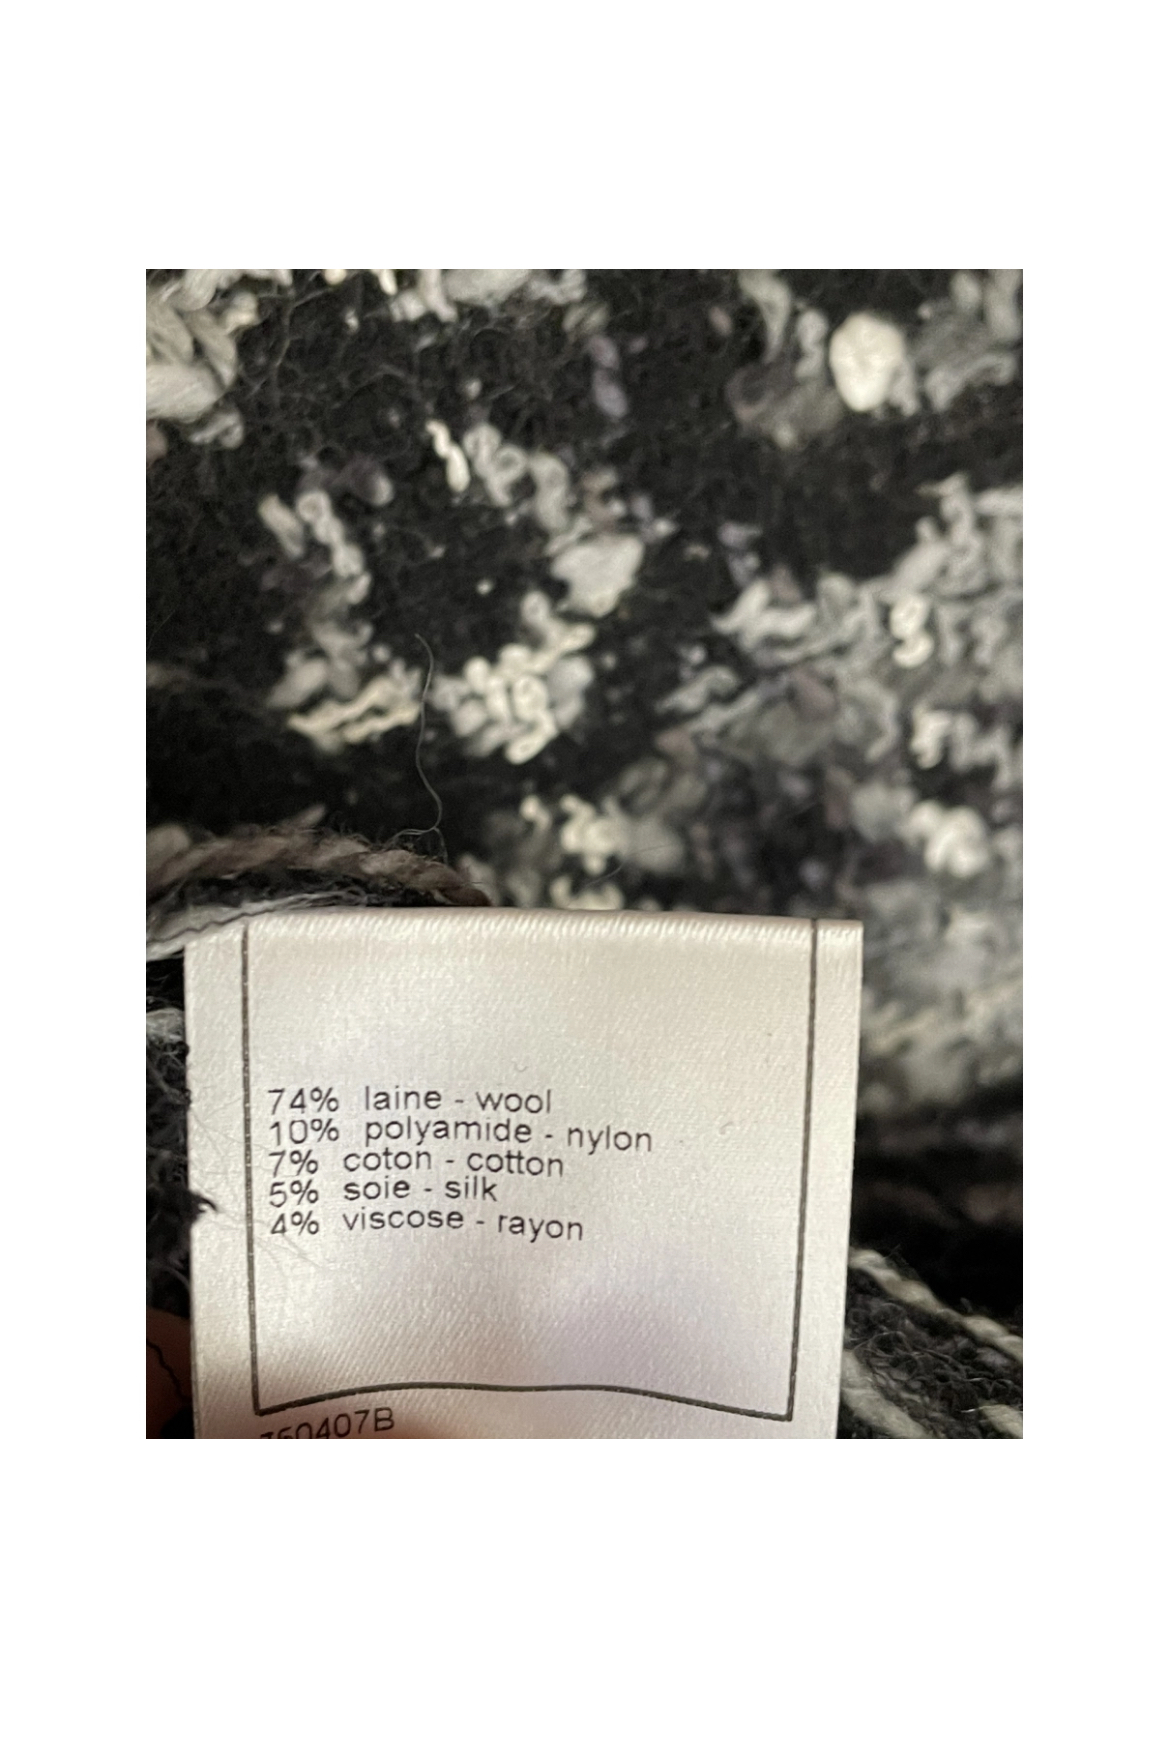 74% laine - wool
10% polyamide - nylon
7% coton - cotton
5% soie - silk
4% viscose - rayon